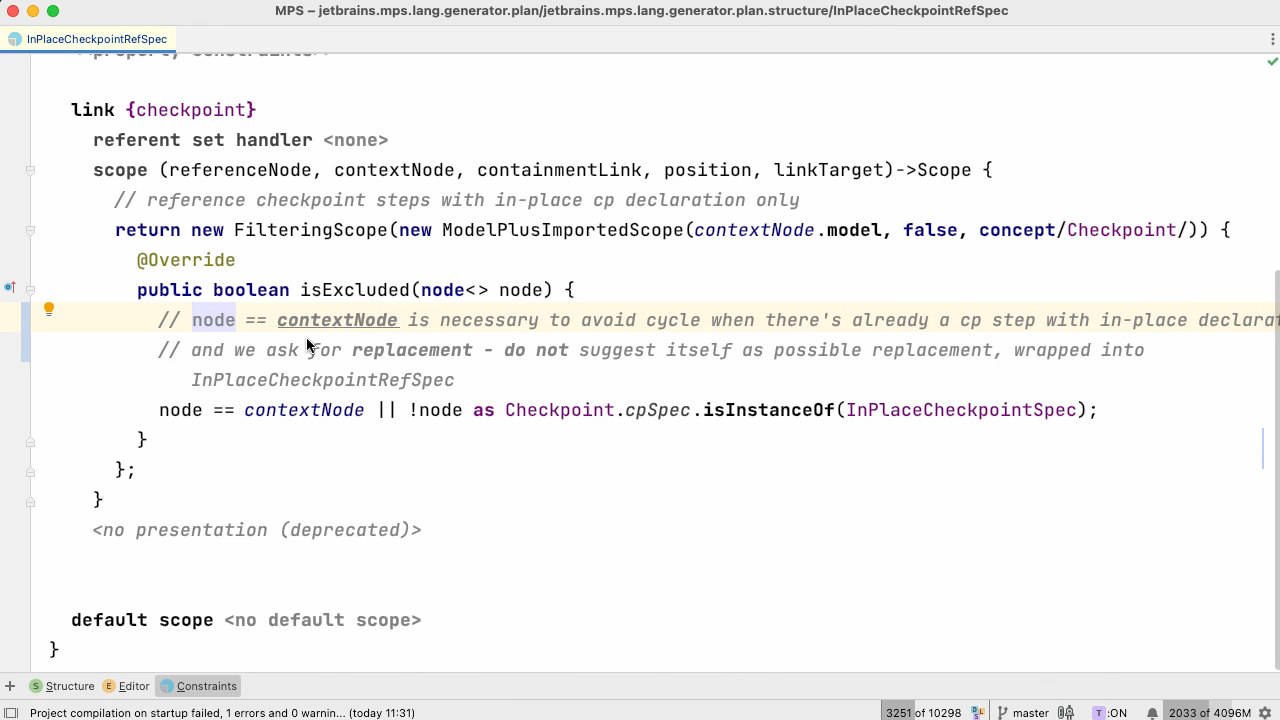 MPS – jetbrains.mps.lang.generator.plan/jetbrains.mps.lang.generator.plan.structure/InPlaceCheckpointRefSpec
InPlaceCheckpointRefSpec
<<property constraints>>
link {checkpoint}
referent set handler <none>
scope (referenceNode, contextNode, containmentLink, position, linkTarget)->Scope {
// reference checkpoint steps with in-place cp declaration only
return new FilteringScope(new ModelPlusImportedScope(contextNode.model, false, concept/Checkpoint/)) {
@Override
public boolean isExcluded(node<> node) {
// node == contextNode is necessary to avoid cycle when there's already a cp step with in-place declarat
// and we ask for replacement - do not suggest itself as possible replacement, wrapped into
InPlaceCheckpointRefSpec
node == contextNode || !node as Checkpoint.cpSpec.isInstanceOf(InPlaceCheckpointSpec);
}
};
}
<no presentation (deprecated)>
default scope <no default scope>
}
S Structure E Editor C Constraints
Project compilation on startup failed, 1 errors and 0 warnin... (today 11:31) 3251 of 10298 master T :ON 2033 of 4096M